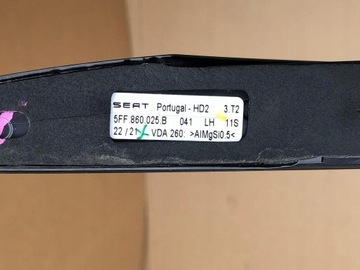 SEAT Portugal - HD2 3.T2
5FF.860.025.B 041 LH 11S
22/21 VDA 260: >AlMgSi0.5<